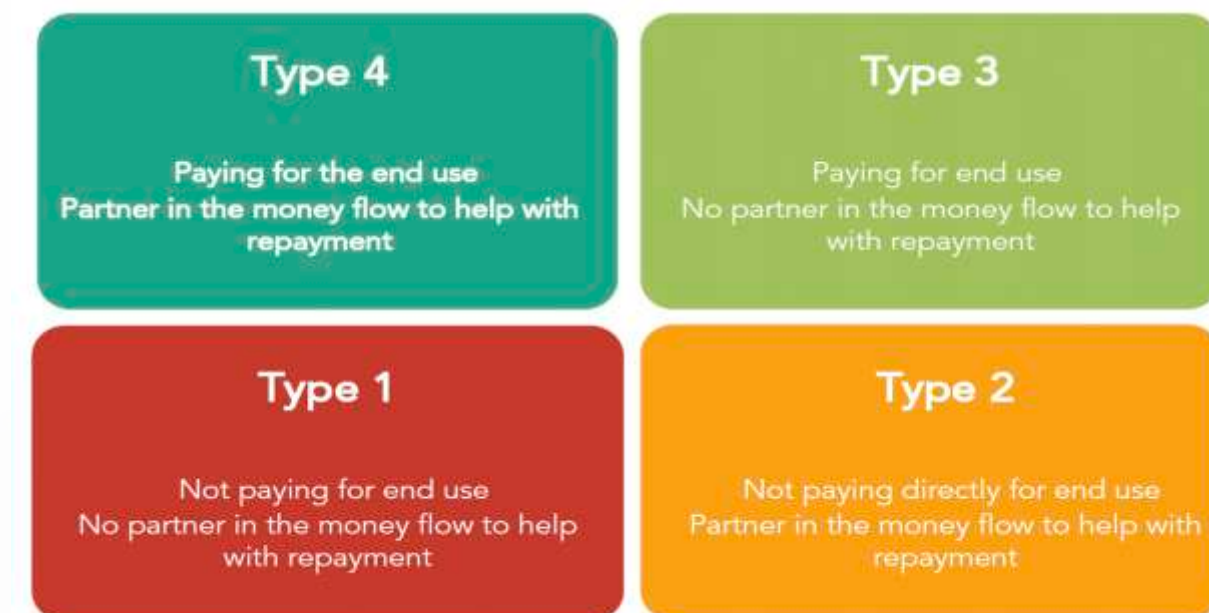 Type 4
Paying for the end use
Partner in the money flow to help with
repayment
Type 3
Paying for end use
No partner in the money flow to help
with repayment
Type 1
Not paying for end use
No partner in the money flow to help
with repayment
Type 2
Not paying directly for end use
Partner in the money flow to help with
repayment